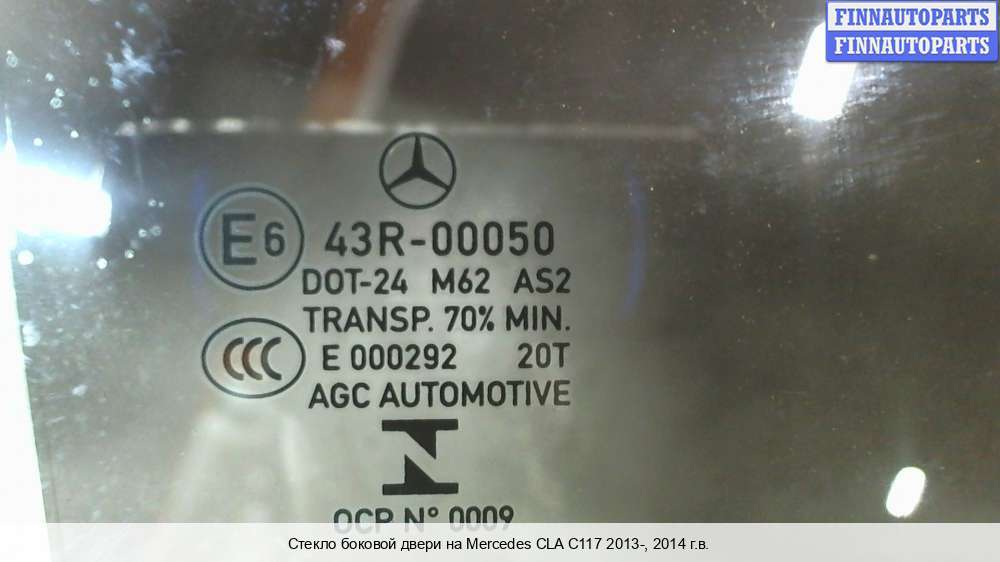 FINNAUTOPARTS
FINNAUTOPARTS
E6 43R-00050
DOT-24 M62 AS2
TRANSP. 70% MIN.
CCC E 000292 20T
AGC AUTOMOTIVE
OCP N° 0009
Стекло боковой двери на Mercedes CLA C117 2013-, 2014 г.в.